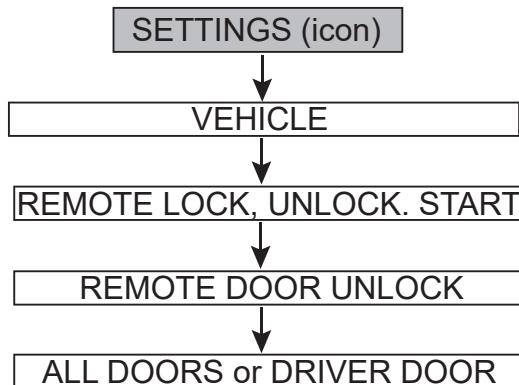 SETTINGS (icon)
VEHICLE
REMOTE LOCK, UNLOCK. START
REMOTE DOOR UNLOCK
ALL DOORS or DRIVER DOOR